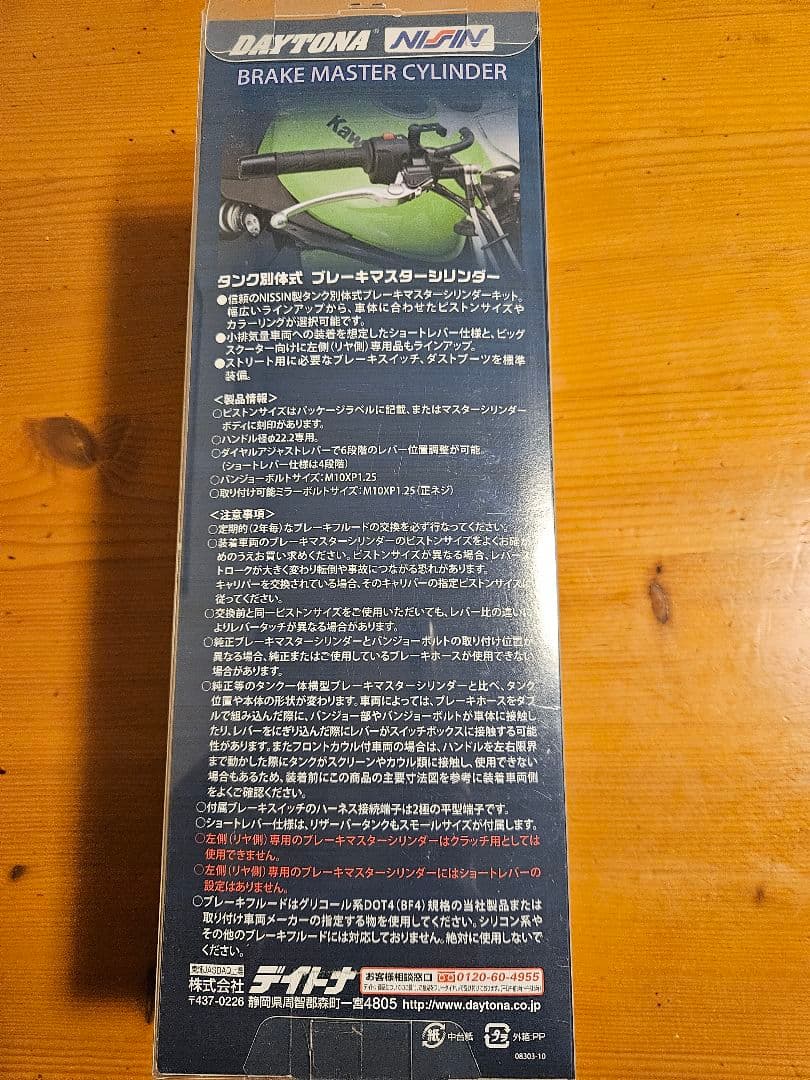 DAYTONA® NISSIN
BRAKE MASTER CYLINDER
Kaw
タンク別体式 ブレーキマスターシリンダー
●信頼のNISSIN製タンク別体式ブレーキマスターシリンダーキット。
幅広いラインアップから、車体に合わせたピストンサイズや
カラーリングが選択可能です。
●小排気量車両への装着を想定したショートレバー仕様と、ビッグ
スクーター向けに左側(リヤ側)専用品もラインアップ。
●ストリート用に必要なブレーキスイッチ、ダストブーツを標準
装備。
<製品情報>
○ピストンサイズはパッケージラベルに記載、またはマスターシリンダー
ボディに刻印があります。
○ハンドル径φ22.2専用。
○ダイヤルアジャストレバーで6段階のレバー位置調整が可能
(ショートレバー仕様は4段階)
○バンジョーボルトサイズ:M10XP1.25
○取り付け可能ミラーボルトサイズ:M10XP1.25(正ネジ)
<注意事項>
○定期的(2年毎)なブレーキフルードの交換を必ず行なってください。
○装着車両のブレーキマスターシリンダーのピストンサイズをよくお確か
めのうえお買い求めください。ピストンサイズが異なる場合、レバース
トロークが大きく変わり転倒や事故につながる恐れがあります。
キャリパーを交換されている場合、そのキャリパーの指定ピストンサイズに
従ってください。
○交換前と同一ピストンサイズをご使用いただいても、レバー比の違いに
よりレバータッチが異なる場合があります。
○純正ブレーキマスターシリンダーとバンジョーボルトの取り付け位置が
異なる場合、純正またはご使用しているブレーキホースが使用できない
場合があります。
○純正等のタンク一体横型ブレーキマスターシリンダーと比べ、タンク
位置や本体の形状が変わります。車両によっては、ブレーキホースをダブ
ルで組み込んだ際に、バンジョー部やバンジョーボルトが車体に接触し
たり、レバーをにぎり込んだ際にレバーがスイッチボックスに接触する可能
性があります。またフロントカウル付車両の場合は、ハンドルを左右限界
まで動かした際にタンクがスクリーンやカウル類に接触し、使用できない
場合もあるため、装着前にこの商品の主要寸法図を参考に装着車両側
をよくご確認ください。
○付属ブレーキスイッチのハーネス接続端子は2極の平型端子です。
○ショートレバー仕様は、リザーバータンクもスモールサイズが付属します。
○左側(リヤ側)専用のブレーキマスターシリンダーはクラッチ用としては
使用できません。
○左側(リヤ側)専用のブレーキマスターシリンダーにはショートレバーの
設定はありません。
○ブレーキフルードはグリコール系DOT4(BF4)規格の当社製品または
取り付け車両メーカーの指定する物を使用してください。シリコン系や
その他のブレーキフルードには対応しておりません。絶対に使用しないで
ください。
東証JASDAQ上場
株式会社 デイトナ お客様相談窓口 0120-60-4955
〒437-0226 静岡県周智郡森町一宮4805 http://www.daytona.co.jp
紙 中台紙 プラ 外箱:PP
08303-10